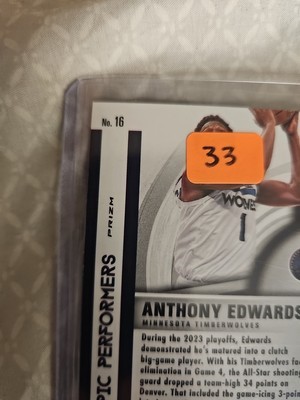 No. 16
33
WOLVES
1
PRIZM
PIC PERFORMERS
ANTHONY EDWARDS
MINNESOTA TIMBERWOLVES
During the 2023 playoffs, Edwards
demonstrated he's matured into a clutch
big-game player. With his Timberwolves fac
elimination in Game 4, the All-Star shooting
guard dropped a team-high 34 points on
Denver. That included the game-icing 3-poin